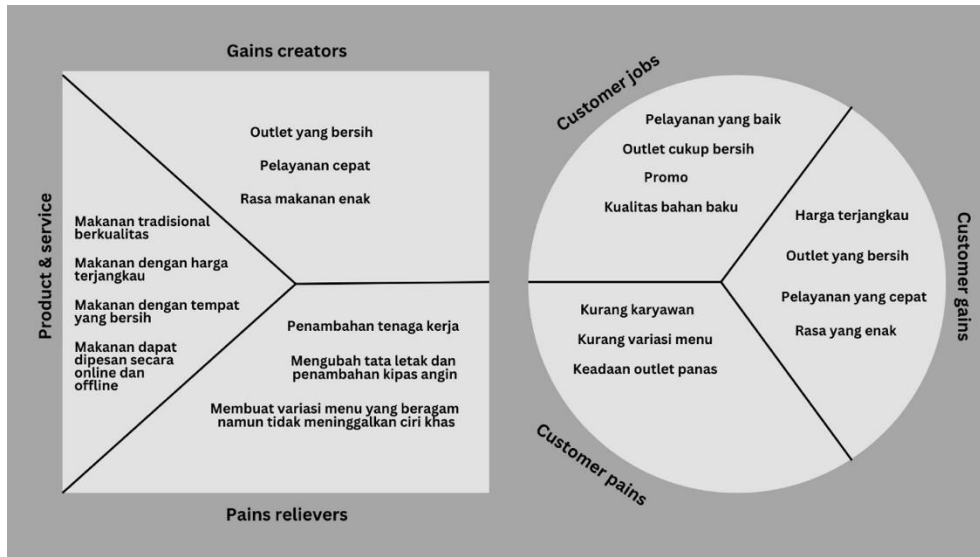 Gains creators
Outlet yang bersih
Pelayanan cepat
Rasa makanan enak
Product & service
Makanan tradisional
berkualitas
Makanan dengan harga
terjangkau
Makanan dengan tempat
yang bersih
Makanan dapat
dipesan secara
online dan
offline
Penambahan tenaga kerja
Mengubah tata letak dan
penambahan kipas angin
Membuat variasi menu yang beragam
namun tidak meninggalkan ciri khas
Pains relievers
Customer jobs
Pelayanan yang baik
Outlet cukup bersih
Promo
Kualitas bahan baku
Harga terjangkau
Outlet yang bersih
Pelayanan yang cepat
Rasa yang enak
Customer gains
Kurang karyawan
Kurang variasi menu
Keadaan outlet panas
Customer pains